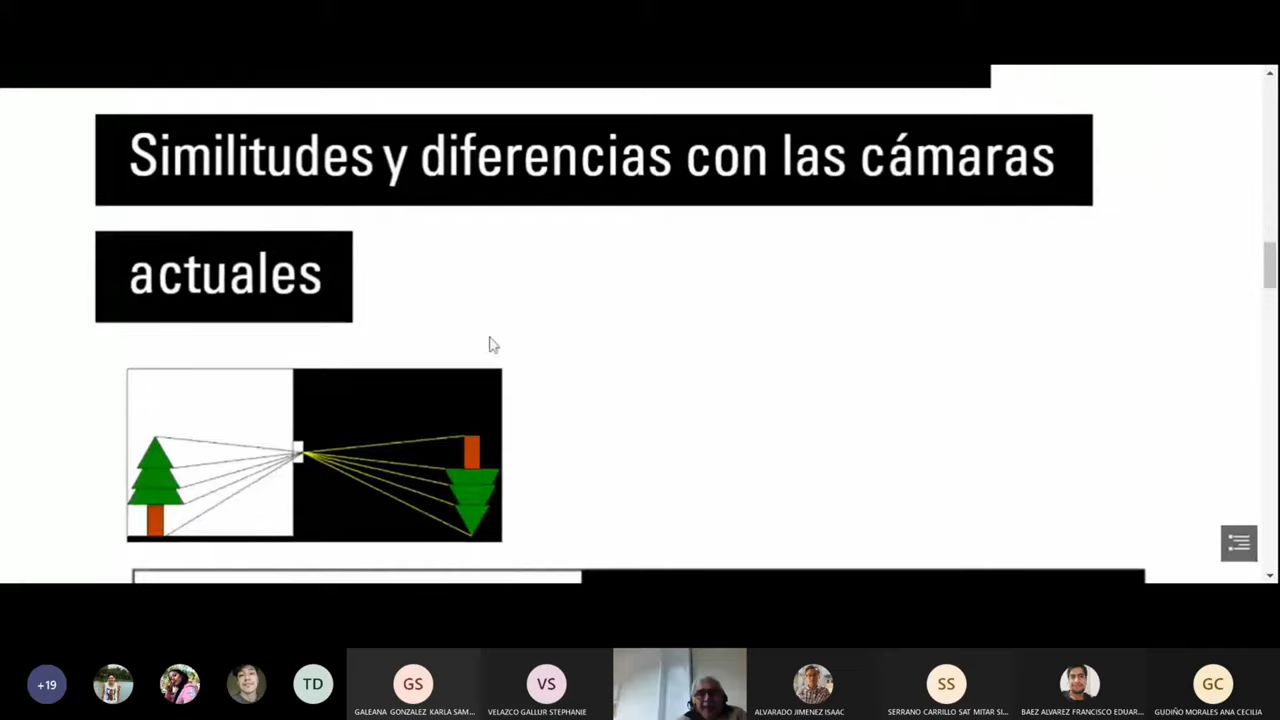 Similitudes y diferencias con las cámaras
actuales
+19
TD
GS
GALEANA GONZALEZ KARLA SAM...
VS
VELAZCO GALLUR STEPHANIE
ALVARADO JIMENEZ ISAAC
SS
SERRANO CARRILLO SAT MITAR SI...
BAEZ ALVAREZ FRANCISCO EDUAR...
GC
GUDIÑO MORALES ANA CECILIA